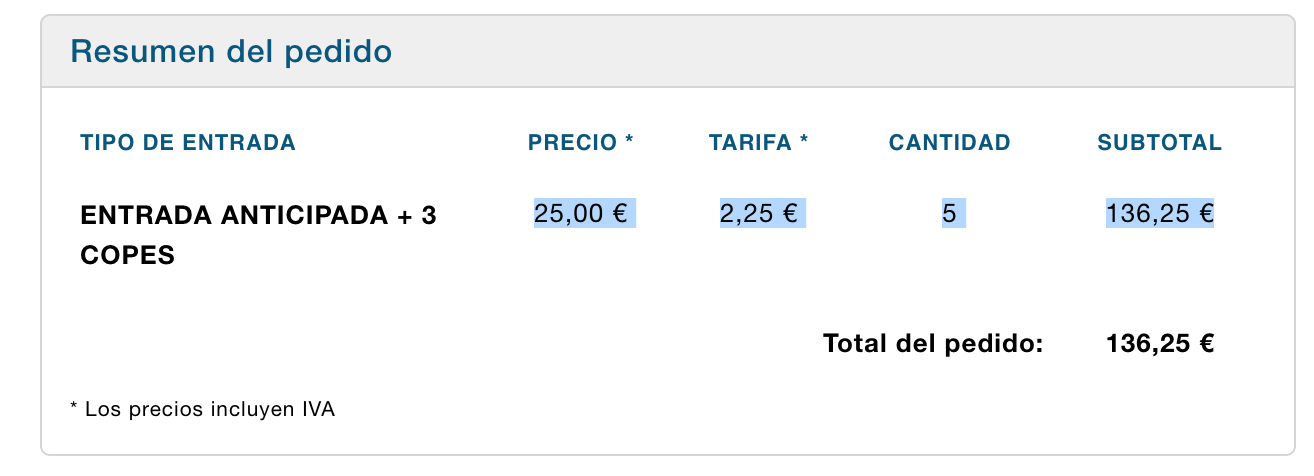 Resumen del pedido
TIPO DE ENTRADA PRECIO * TARIFA * CANTIDAD SUBTOTAL
ENTRADA ANTICIPADA + 3 25,00 € 2,25 € 5 136,25 €
COPES
Total del pedido: 136,25 €
* Los precios incluyen IVA